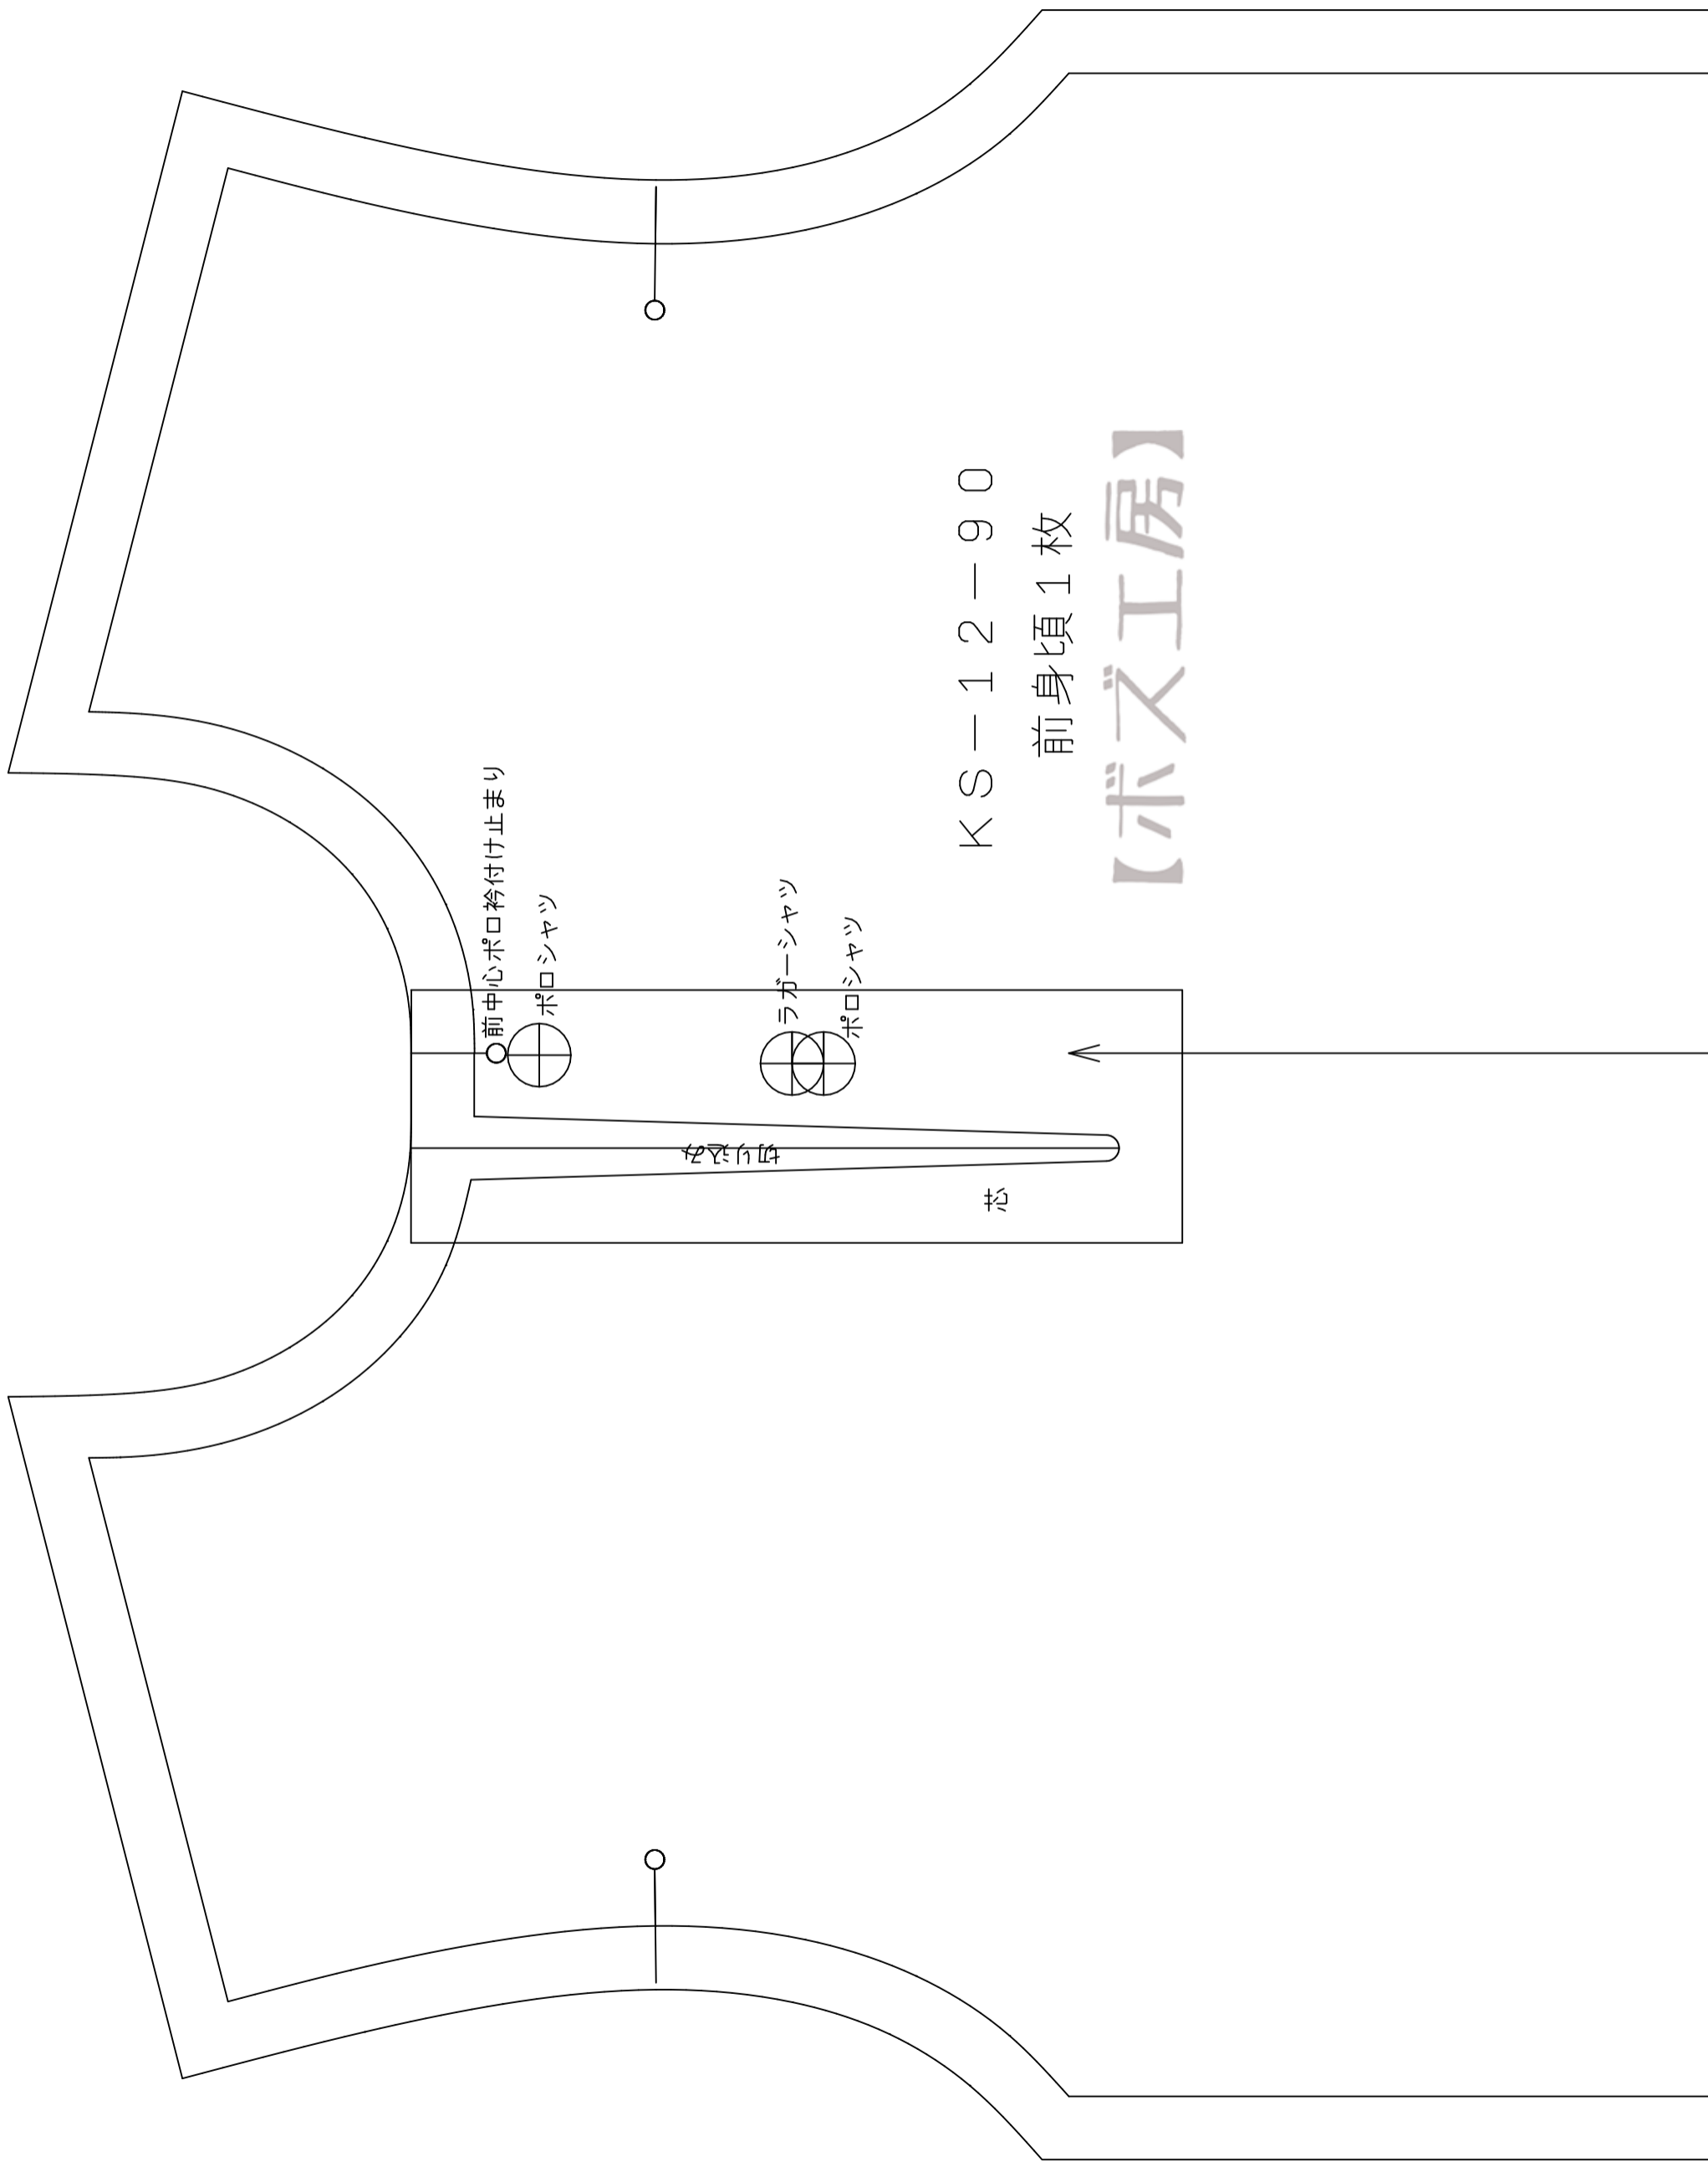 KS－12－90
前身頃1枚
【ボズ工房】
前中心ポロ衿付け止まり
ポロシャツ
ラガーシャツ
ポロシャツ
切り込み
芯